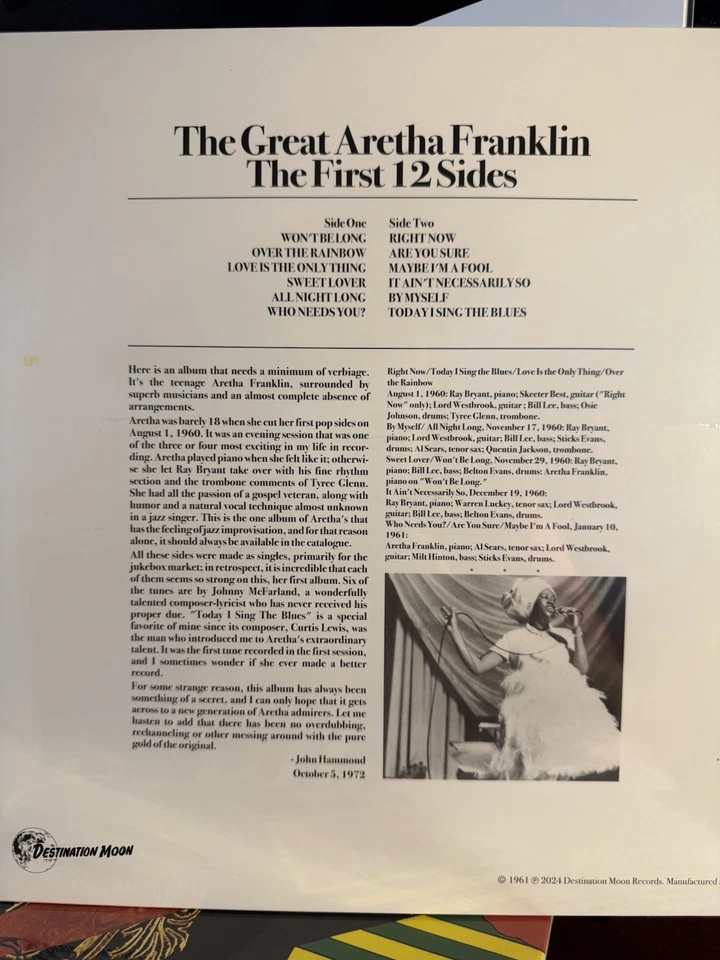 The Great Aretha Franklin
The First 12 Sides
Side One
WON'T BE LONG
OVER THE RAINBOW
LOVE IS THE ONLY THING
SWEET LOVER
ALL NIGHT LONG
WHO NEEDS YOU?
Side Two
RIGHT NOW
ARE YOU SURE
MAYBE I'M A FOOL
IT AIN'T NECESSARILY SO
BY MYSELF
TODAY I SING THE BLUES
Here is an album that needs a minimum of verbiage.
It's the teenage Aretha Franklin, surrounded by
superb musicians and an almost complete absence of
arrangements.
Aretha was barely 18 when she cut her first pop sides on
August 1, 1960. It was an evening session that was one
of the three or four most exciting in my life in recor-
ding. Aretha played piano when she felt like it; otherwi-
se she let Ray Bryant take over with his fine rhythm
section and the trombone comments of Tyree Glenn.
She had all the passion of a gospel veteran, along with
humor and a natural vocal technique almost unknown
in a jazz singer. This is the one album of Aretha's that
has the feeling of jazz improvisation, and for that reason
alone, it should always be available in the catalogue.
All these sides were made as singles, primarily for the
jukebox market; in retrospect, it is incredible that each
of them seems so strong on this, her first album. Six of
the tunes are by Johnny McFarland, a wonderfully
talented composer-lyricist who has never received his
proper due. "Today I Sing The Blues" is a special
favorite of mine since its composer, Curtis Lewis, was
the man who introduced me to Aretha's extraordinary
talent. It was the first tune recorded in the first session,
and I sometimes wonder if she ever made a better
record.
For some strange reason, this album has always been
something of a secret, and I can only hope that it gets
across to a new generation of Aretha admirers. Let me
hasten to add that there has been no overdubbing,
rechanneling or other messing around with the pure
gold of the original.
- John Hammond
October 5, 1972
Right Now/Today I Sing the Blues/Love Is the Only Thing/Over
the Rainbow
August 1, 1960: Ray Bryant, piano; Skeeter Best, guitar ("Right
Now" only); Lord Westbrook, guitar ; Bill Lee, bass; Osie
Johnson, drums; Tyree Glenn, trombone.
By Myself/ All Night Long, November 17, 1960: Ray Bryant,
piano; Lord Westbrook, guitar; Bill Lee, bass; Sticks Evans,
drums; Al Sears, tenor sax; Quentin Jackson, trombone.
Sweet Lover/Won't Be Long, November 29, 1960: Ray Bryant,
piano; Bill Lee, bass; Belton Evans, drums: Aretha Franklin,
piano on "Won't Be Long."
It Ain't Necessarily So, December 19, 1960:
Ray Bryant, piano; Warren Luckey, tenor sax; Lord Westbrook,
guitar; Bill Lee, bass; Belton Evans, drums.
Who Needs You?/Are You Sure/Maybe I'm A Fool, January 10,
1961:
Aretha Franklin, piano; Al Sears, tenor sax; Lord Westbrook,
guitar; Milt Hinton, bass; Sticks Evans, drums.
DESTINATION MOON
© 1961 ℗ 2024 Destination Moon Records. Manufactured